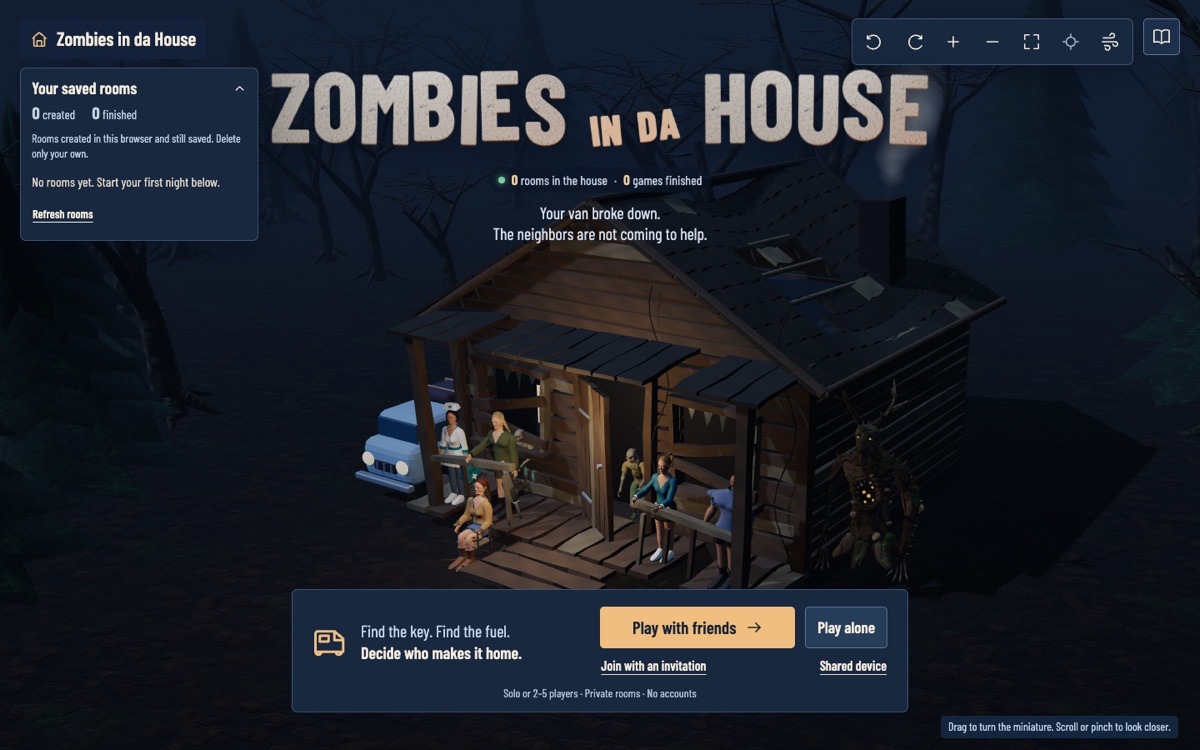 Zombies in da House
Your saved rooms
0 created 0 finished
Rooms created in this browser and still saved. Delete
only your own.
No rooms yet. Start your first night below.
Refresh rooms
ZOMBIES IN DA HOUSE
0 rooms in the house · 0 games finished
Your van broke down.
The neighbors are not coming to help.
Find the key. Find the fuel.
Decide who makes it home.
Play with friends
Play alone
Join with an invitation
Shared device
Solo or 2–5 players · Private rooms · No accounts
Drag to turn the miniature. Scroll or pinch to look closer.